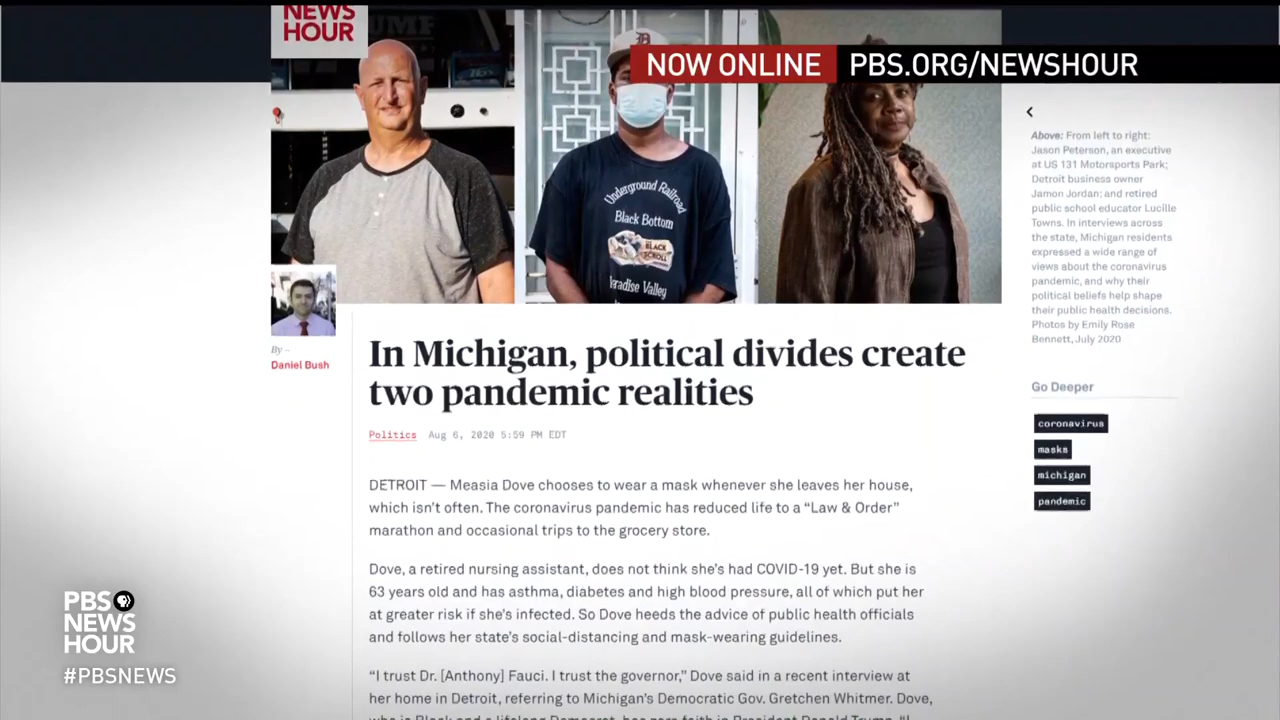 NEWS
HOUR
NOW ONLINE PBS.ORG/NEWSHOUR
Underground Railroad
Black Bottom
BLACK
SCROLL
Paradise Valley
Above: From left to right:
Jason Peterson, an executive
at US 131 Motorsports Park;
Detroit business owner
Jamon Jordan; and retired
public school educator Lucille
Towns. In interviews across
the state, Michigan residents
expressed a wide range of
views about the coronavirus
pandemic, and why their
political beliefs help shape
their public health decisions.
Photos by Emily Rose
Bennett, July 2020
Go Deeper
coronavirus
masks
michigan
pandemic
By –
Daniel Bush
In Michigan, political divides create
two pandemic realities
Politics Aug 6, 2020 5:59 PM EDT
DETROIT — Measia Dove chooses to wear a mask whenever she leaves her house,
which isn't often. The coronavirus pandemic has reduced life to a “Law & Order”
marathon and occasional trips to the grocery store.
Dove, a retired nursing assistant, does not think she's had COVID-19 yet. But she is
63 years old and has asthma, diabetes and high blood pressure, all of which put her
at greater risk if she's infected. So Dove heeds the advice of public health officials
and follows her state's social-distancing and mask-wearing guidelines.
“I trust Dr. [Anthony] Fauci. I trust the governor,” Dove said in a recent interview at
her home in Detroit, referring to Michigan's Democratic Gov. Gretchen Whitmer. Dove,
PBS
NEWS
HOUR
#PBSNEWS